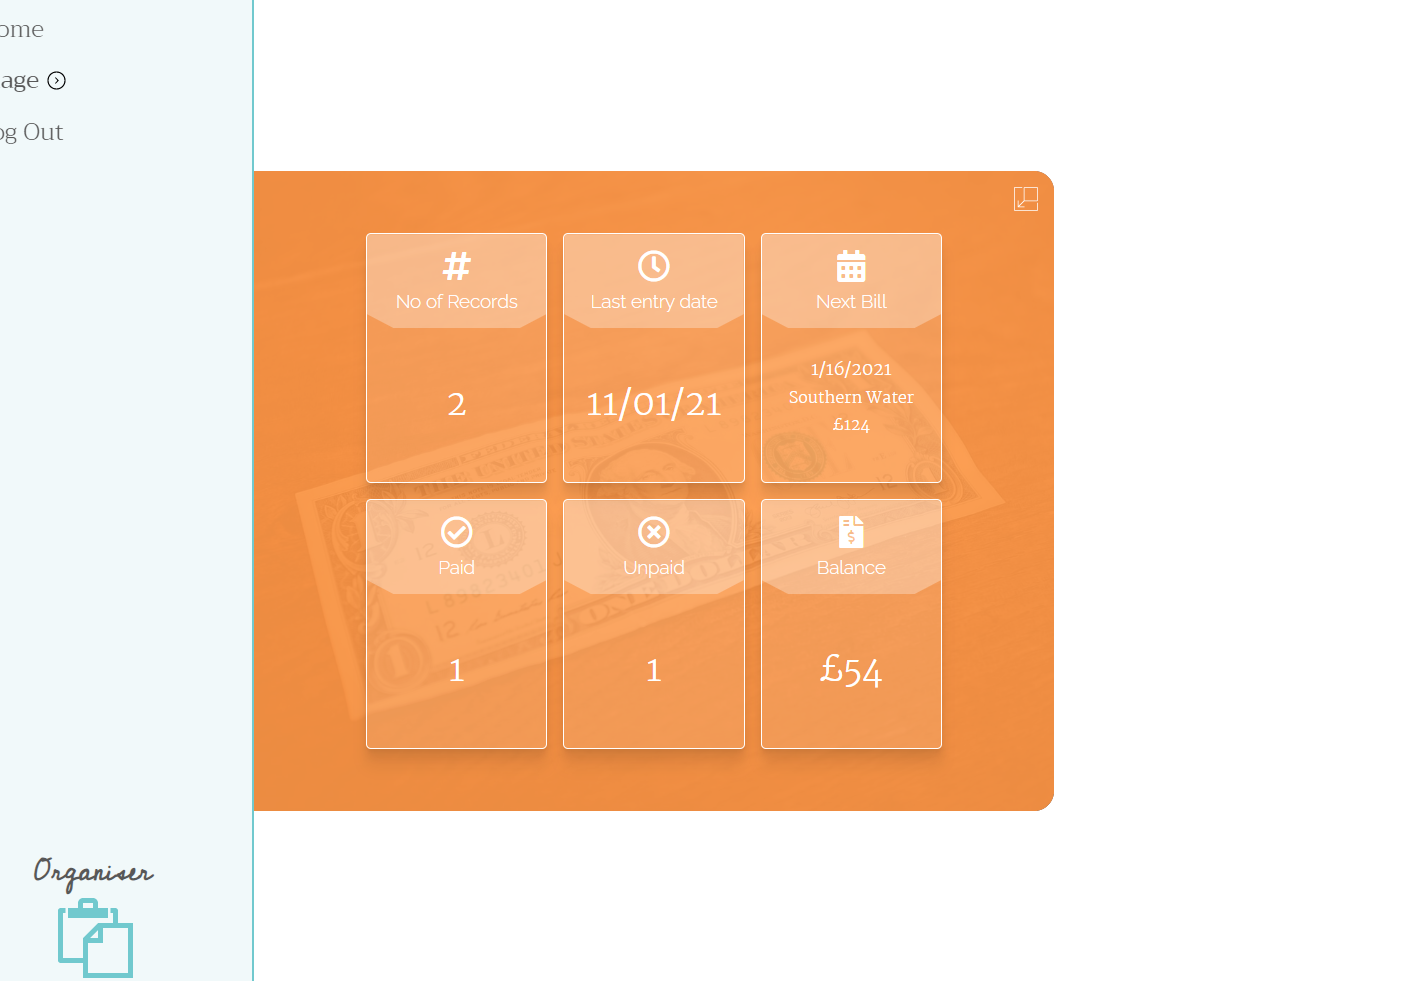 ome
age
og Out
No of Records
2
Last entry date
11/01/21
Next Bill
1/16/2021
Southern Water
£124
Paid
1
Unpaid
1
Balance
£54
Organiser